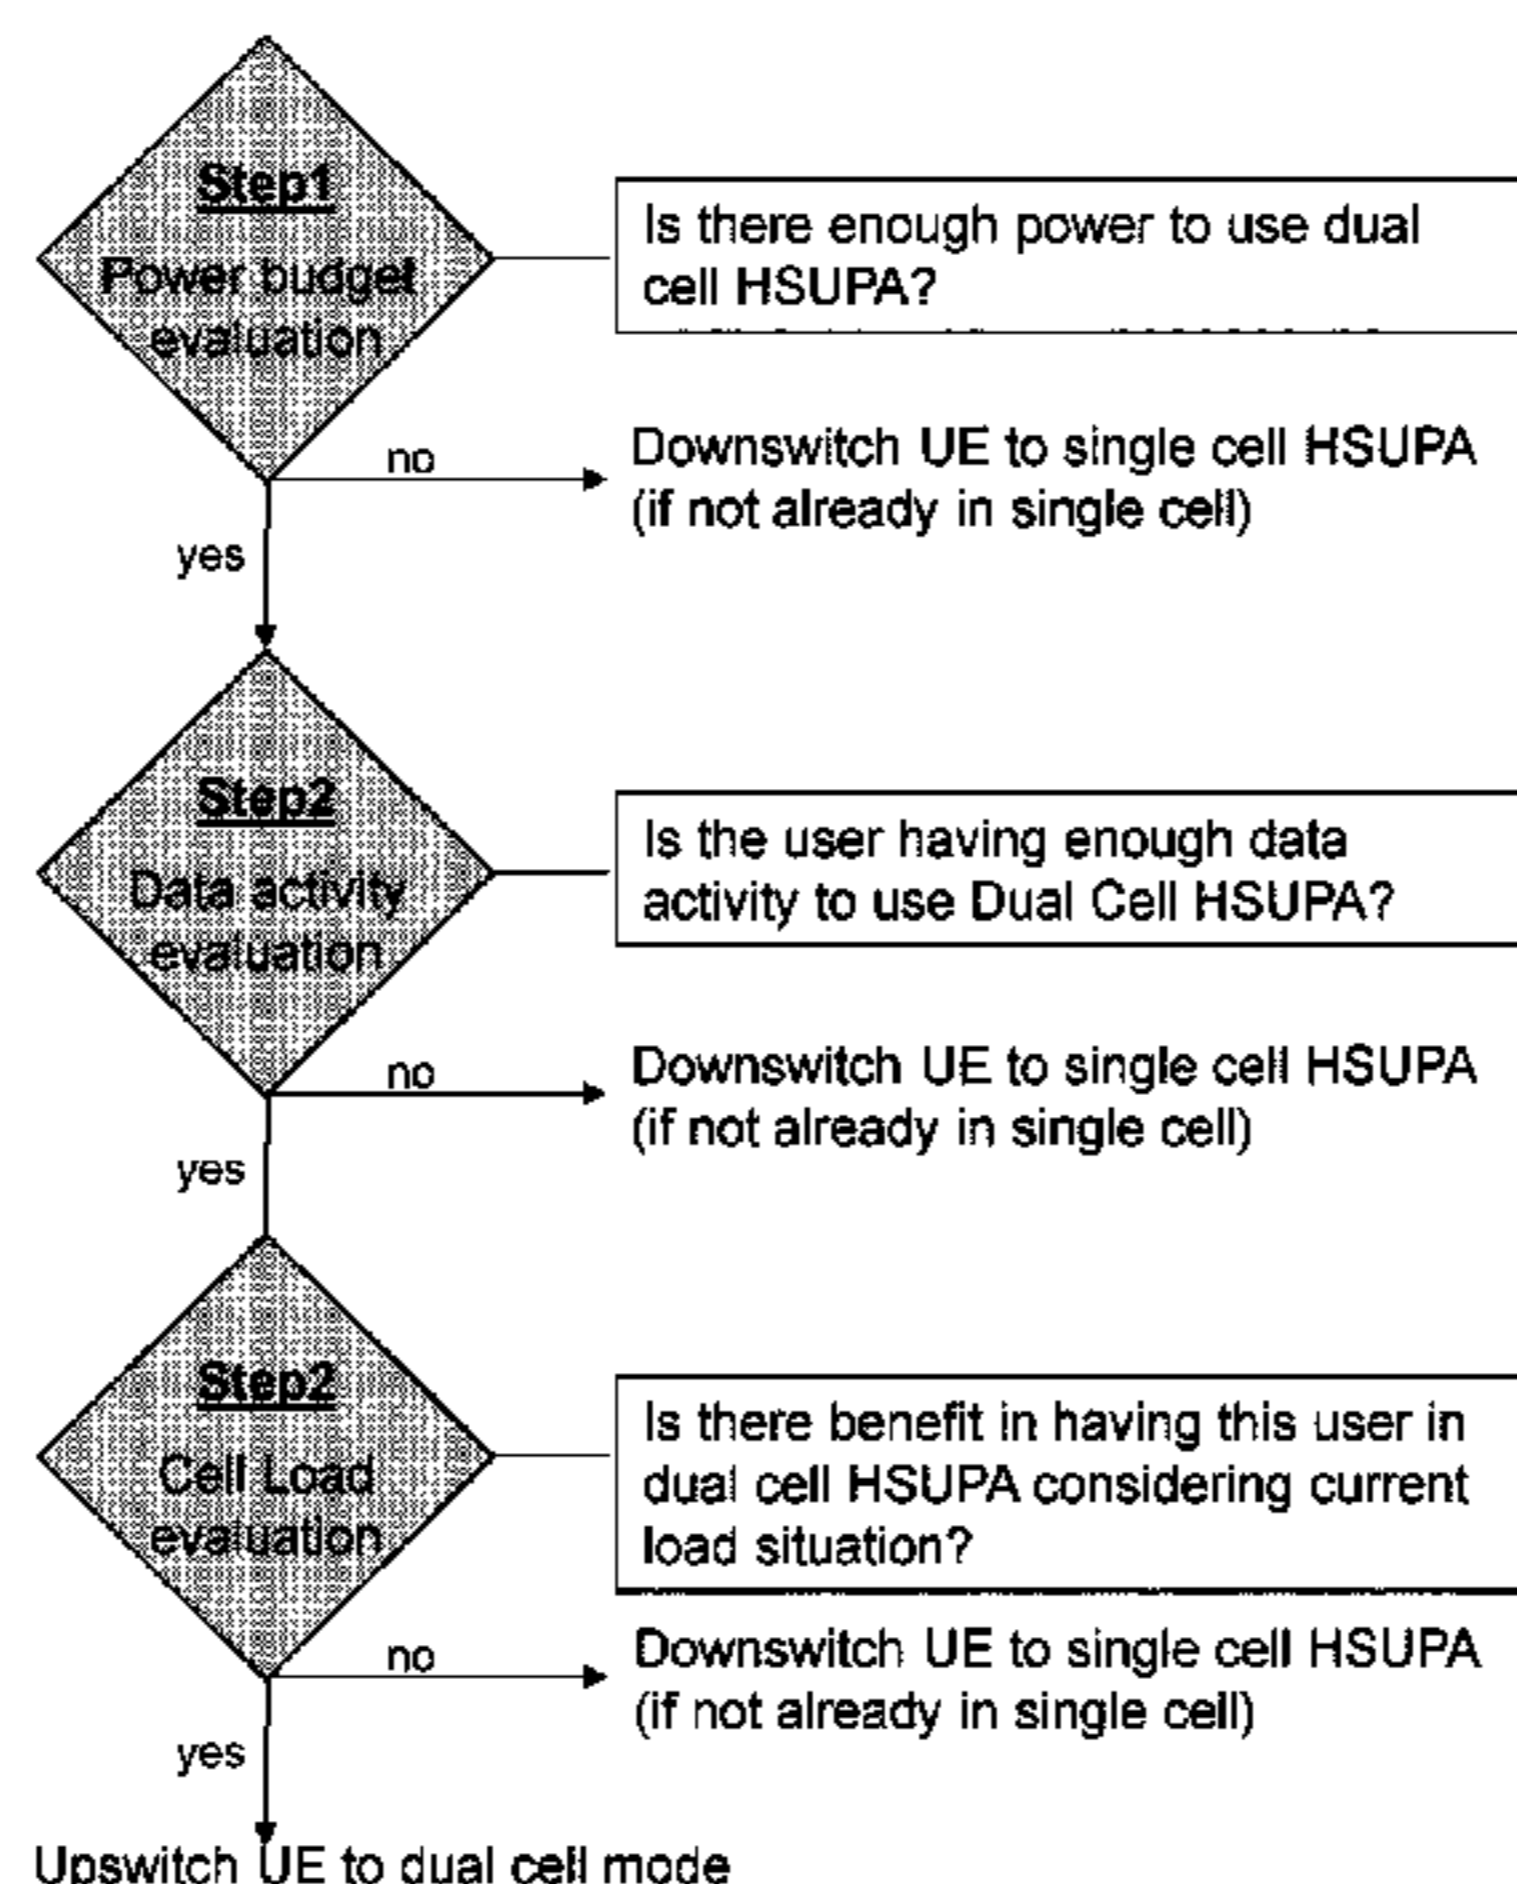 Step1
Power budget
evaluation
Is there enough power to use dual
cell HSUPA?
no
Downswitch UE to single cell HSUPA
(if not already in single cell)
yes
Step2
Data activity
evaluation
Is the user having enough data
activity to use Dual Cell HSUPA?
no
Downswitch UE to single cell HSUPA
(if not already in single cell)
yes
Step2
Cell Load
evaluation
Is there benefit in having this user in
dual cell HSUPA considering current
load situation?
no
Downswitch UE to single cell HSUPA
(if not already in single cell)
yes
Upswitch UE to dual cell mode